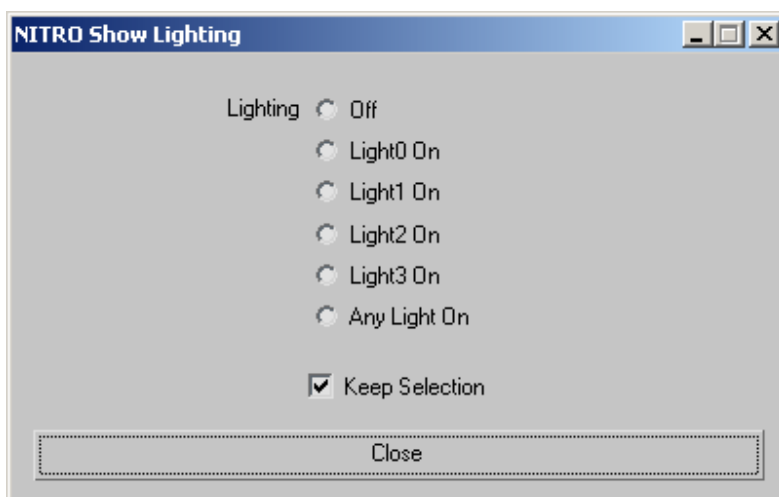 NITRO Show Lighting
Lighting Off
Light0 On
Light1 On
Light2 On
Light3 On
Any Light On
Keep Selection
Close